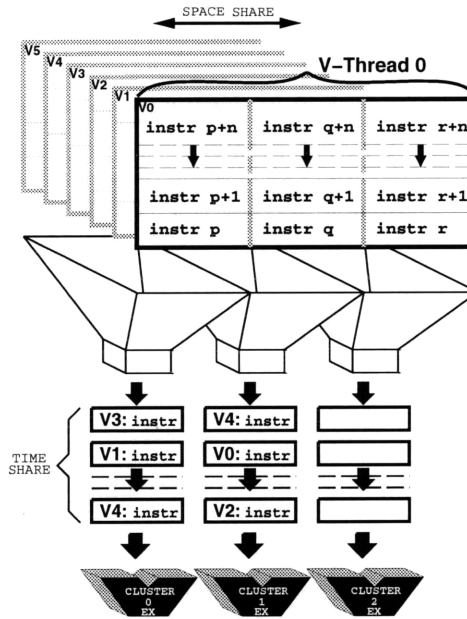 SPACE SHARE
V5
V4
V3
V2
V1
V-Thread 0
V0
instr p+n instr q+n instr r+n
instr p+1 instr q+1 instr r+1
instr p instr q instr r
V3: instr V4: instr
TIME SHARE
V1: instr V0: instr
V4: instr V2: instr
CLUSTER 0 EX
CLUSTER 1 EX
CLUSTER 2 EX